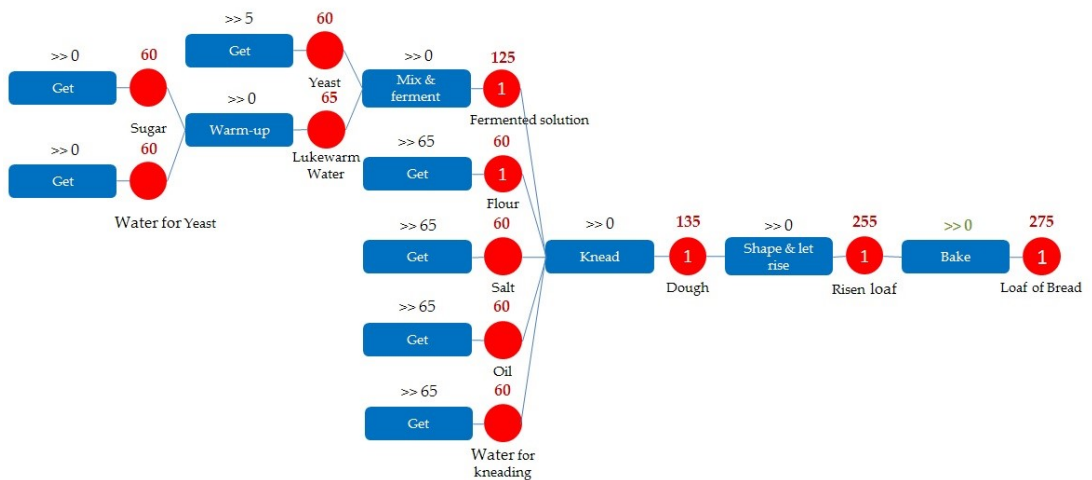 >> 5
60
Get
Yeast
>> 0
60
Get
Sugar
>> 0
65
Warm-up
Lukewarm
Water
>> 0
60
Get
Water for Yeast
>> 0
125
Mix &
ferment
1
Fermented solution
>> 65
60
Get
1
Flour
>> 65
60
Get
Salt
>> 65
60
Get
Oil
>> 65
60
Get
Water for
kneading
>> 0
135
Knead
1
Dough
>> 0
255
Shape & let
rise
1
Risen loaf
>> 0
275
Bake
1
Loaf of Bread